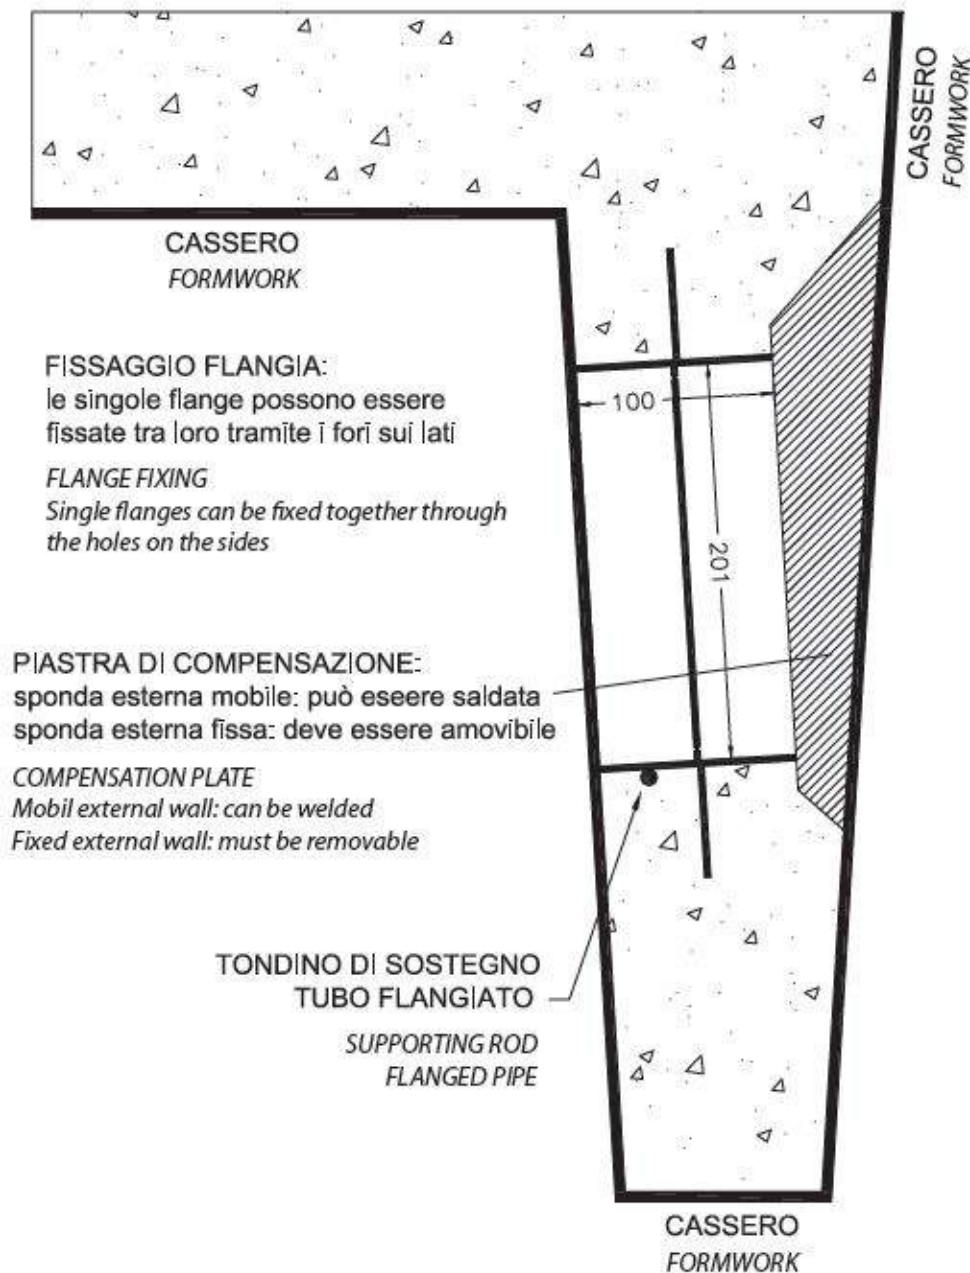 CASSERO
FORMWORK
CASSERO
FORMWORK
FISSAGGIO FLANGIA:
le singole flange possono essere
fissate tra loro tramite i fori sui lati
FLANGE FIXING
Single flanges can be fixed together through
the holes on the sides
100
201
PIASTRA DI COMPENSAZIONE:
sponda esterna mobile: può eseere saldata
sponda esterna fissa: deve essere amovibile
COMPENSATION PLATE
Mobil external wall: can be welded
Fixed external wall: must be removable
TONDINO DI SOSTEGNO
TUBO FLANGIATO
SUPPORTING ROD
FLANGED PIPE
CASSERO
FORMWORK